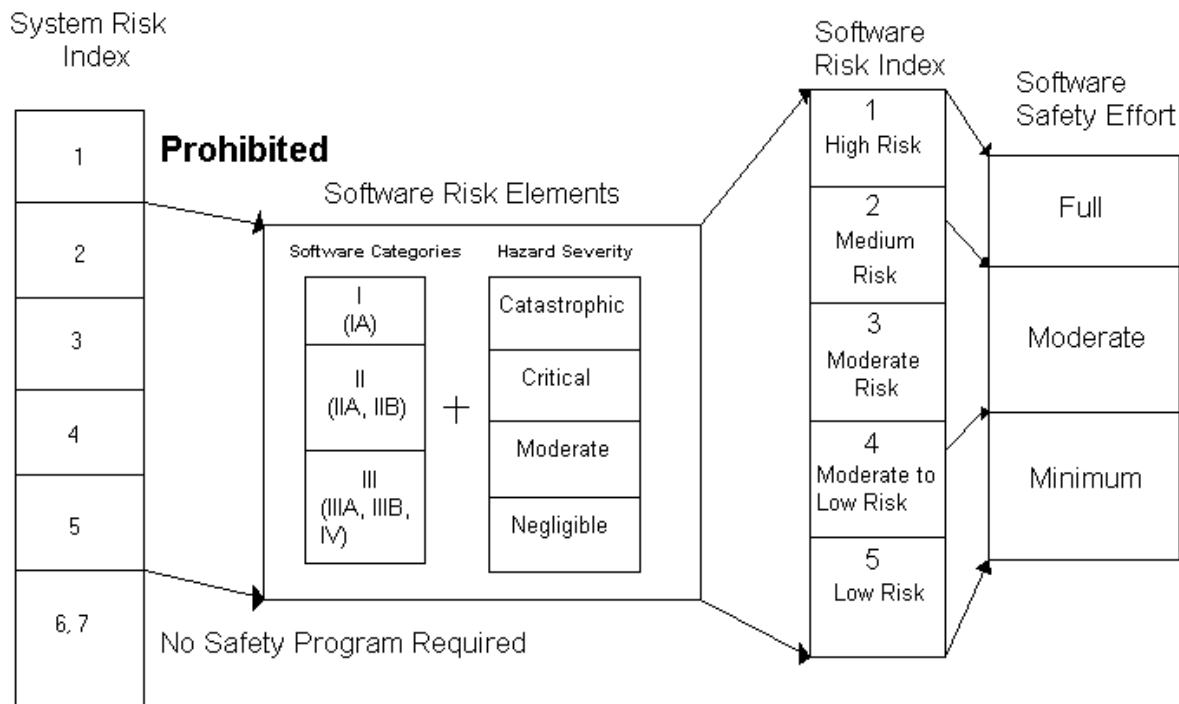 System Risk
Index
1
2
3
4
5
6, 7
Prohibited
Software Risk Elements
Software Categories
I
(IA)
II
(IIA, IIB)
III
(IIIA, IIIB,
IV)
+
Hazard Severity
Catastrophic
Critical
Moderate
Negligible
No Safety Program Required
Software
Risk Index
1
High Risk
2
Medium
Risk
3
Moderate
Risk
4
Moderate to
Low Risk
5
Low Risk
Software
Safety Effort
Full
Moderate
Minimum